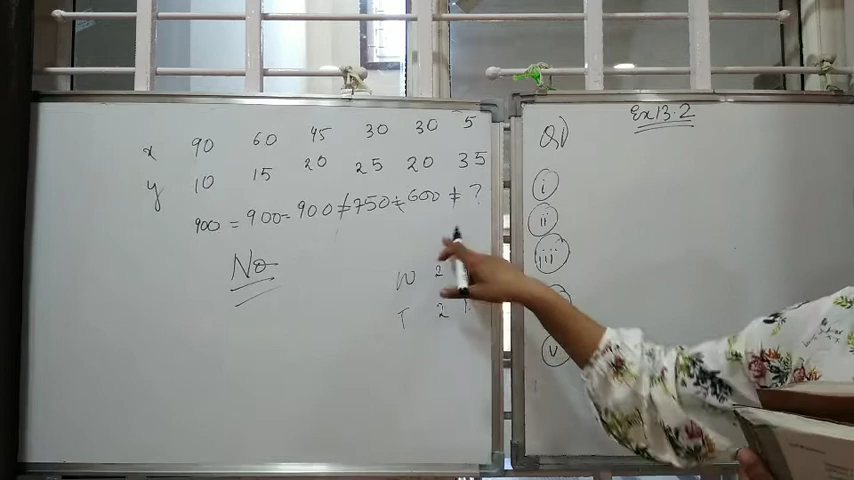 x 90 60 45 30 30 5
y 10 15 20 25 20 35
900 = 900 = 900 ≠ 750 ≠ 600 ≠ ?
No
W 2
T 2 1
Ex 13.2
Q1)
i
ii
iii
v